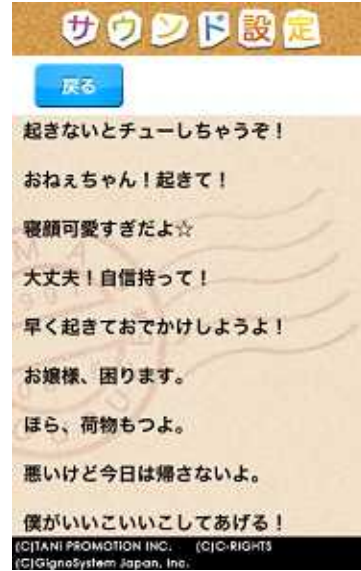 サウンド設定
戻る
起きないとチューしちゃうぞ！
おねぇちゃん！起きて！
寝顔可愛すぎだよ☆
大丈夫！自信持って！
早く起きておでかけしようよ！
お嬢様、困ります。
ほら、荷物もつよ。
悪いけど今日は帰さないよ。
僕がいいこいいこしてあげる！
(C)TANI PROMOTION INC. (C)C-RIGHTS
(C)GignoSystem Japan, Inc.